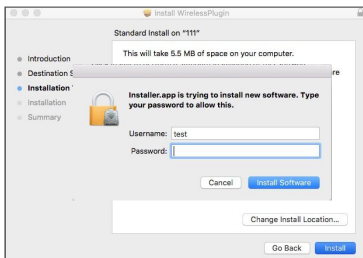 Install WirelessPlugin
Standard Install on "111"
Introduction
This will take 5.5 MB of space on your computer.
Destination S
re
Installation
Installation
Summary
Installer.app is trying to install new software. Type
your password to allow this.
Username: test
Password:
Cancel
Install Software
Change Install Location...
Go Back
Install